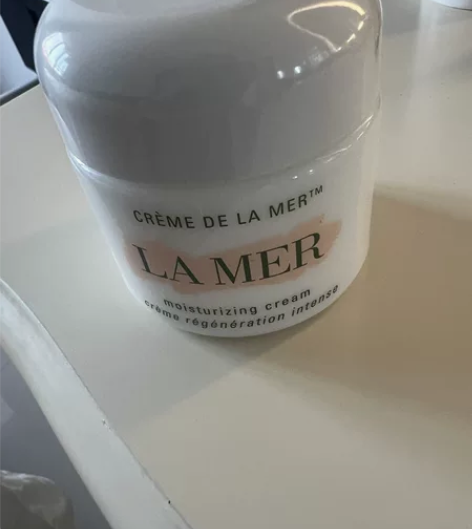 CRÈME DE LA MER™
LA MER
moisturizing cream
crème régénération intense